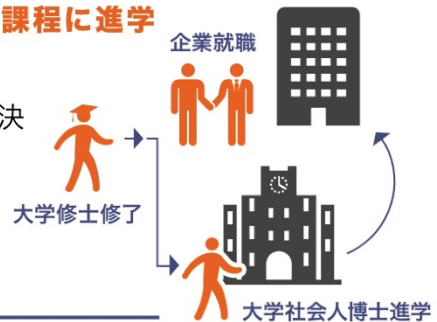 課程に進学
企業就職
決
大学修士修了
大学社会人博士進学